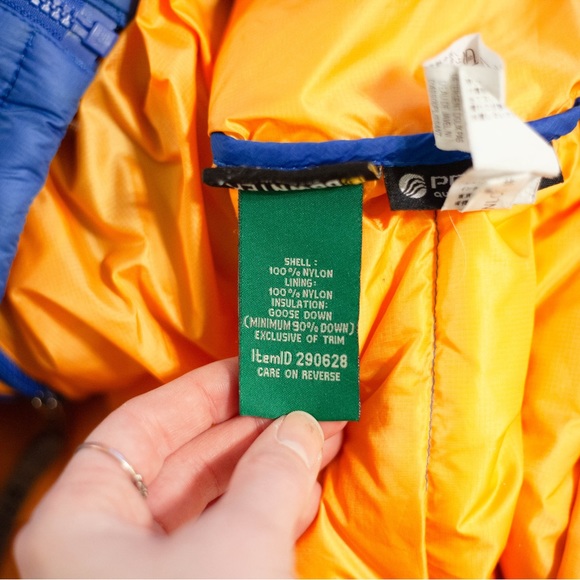 SHELL :
100% NYLON
LINING:
100% NYLON
INSULATION:
GOOSE DOWN
(MINIMUM 90% DOWN)
EXCLUSIVE OF TRIM
ItemID 290628
CARE ON REVERSE